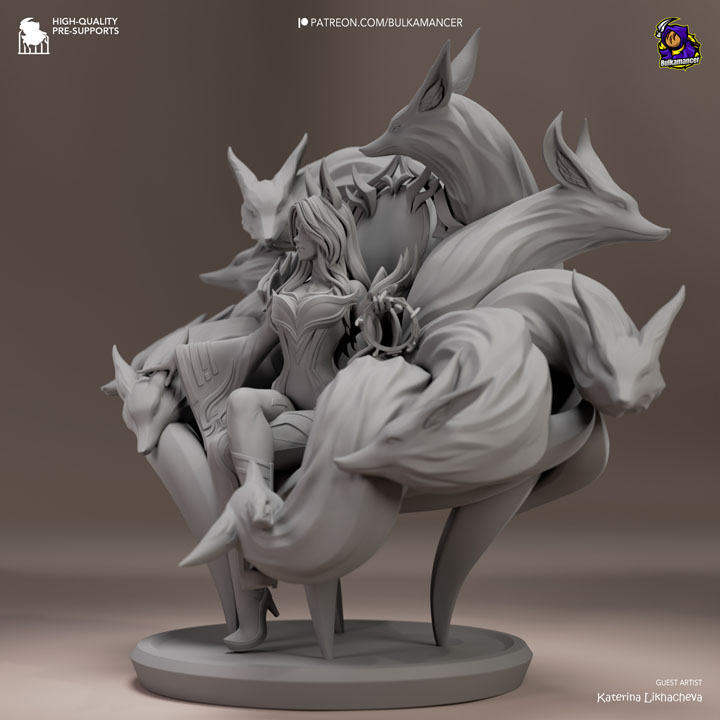 HIGH-QUALITY
PRE-SUPPORTS
PATREON.COM/BULKAMANCER
Bulkamancer
GUEST ARTIST
Katerina Likhacheva